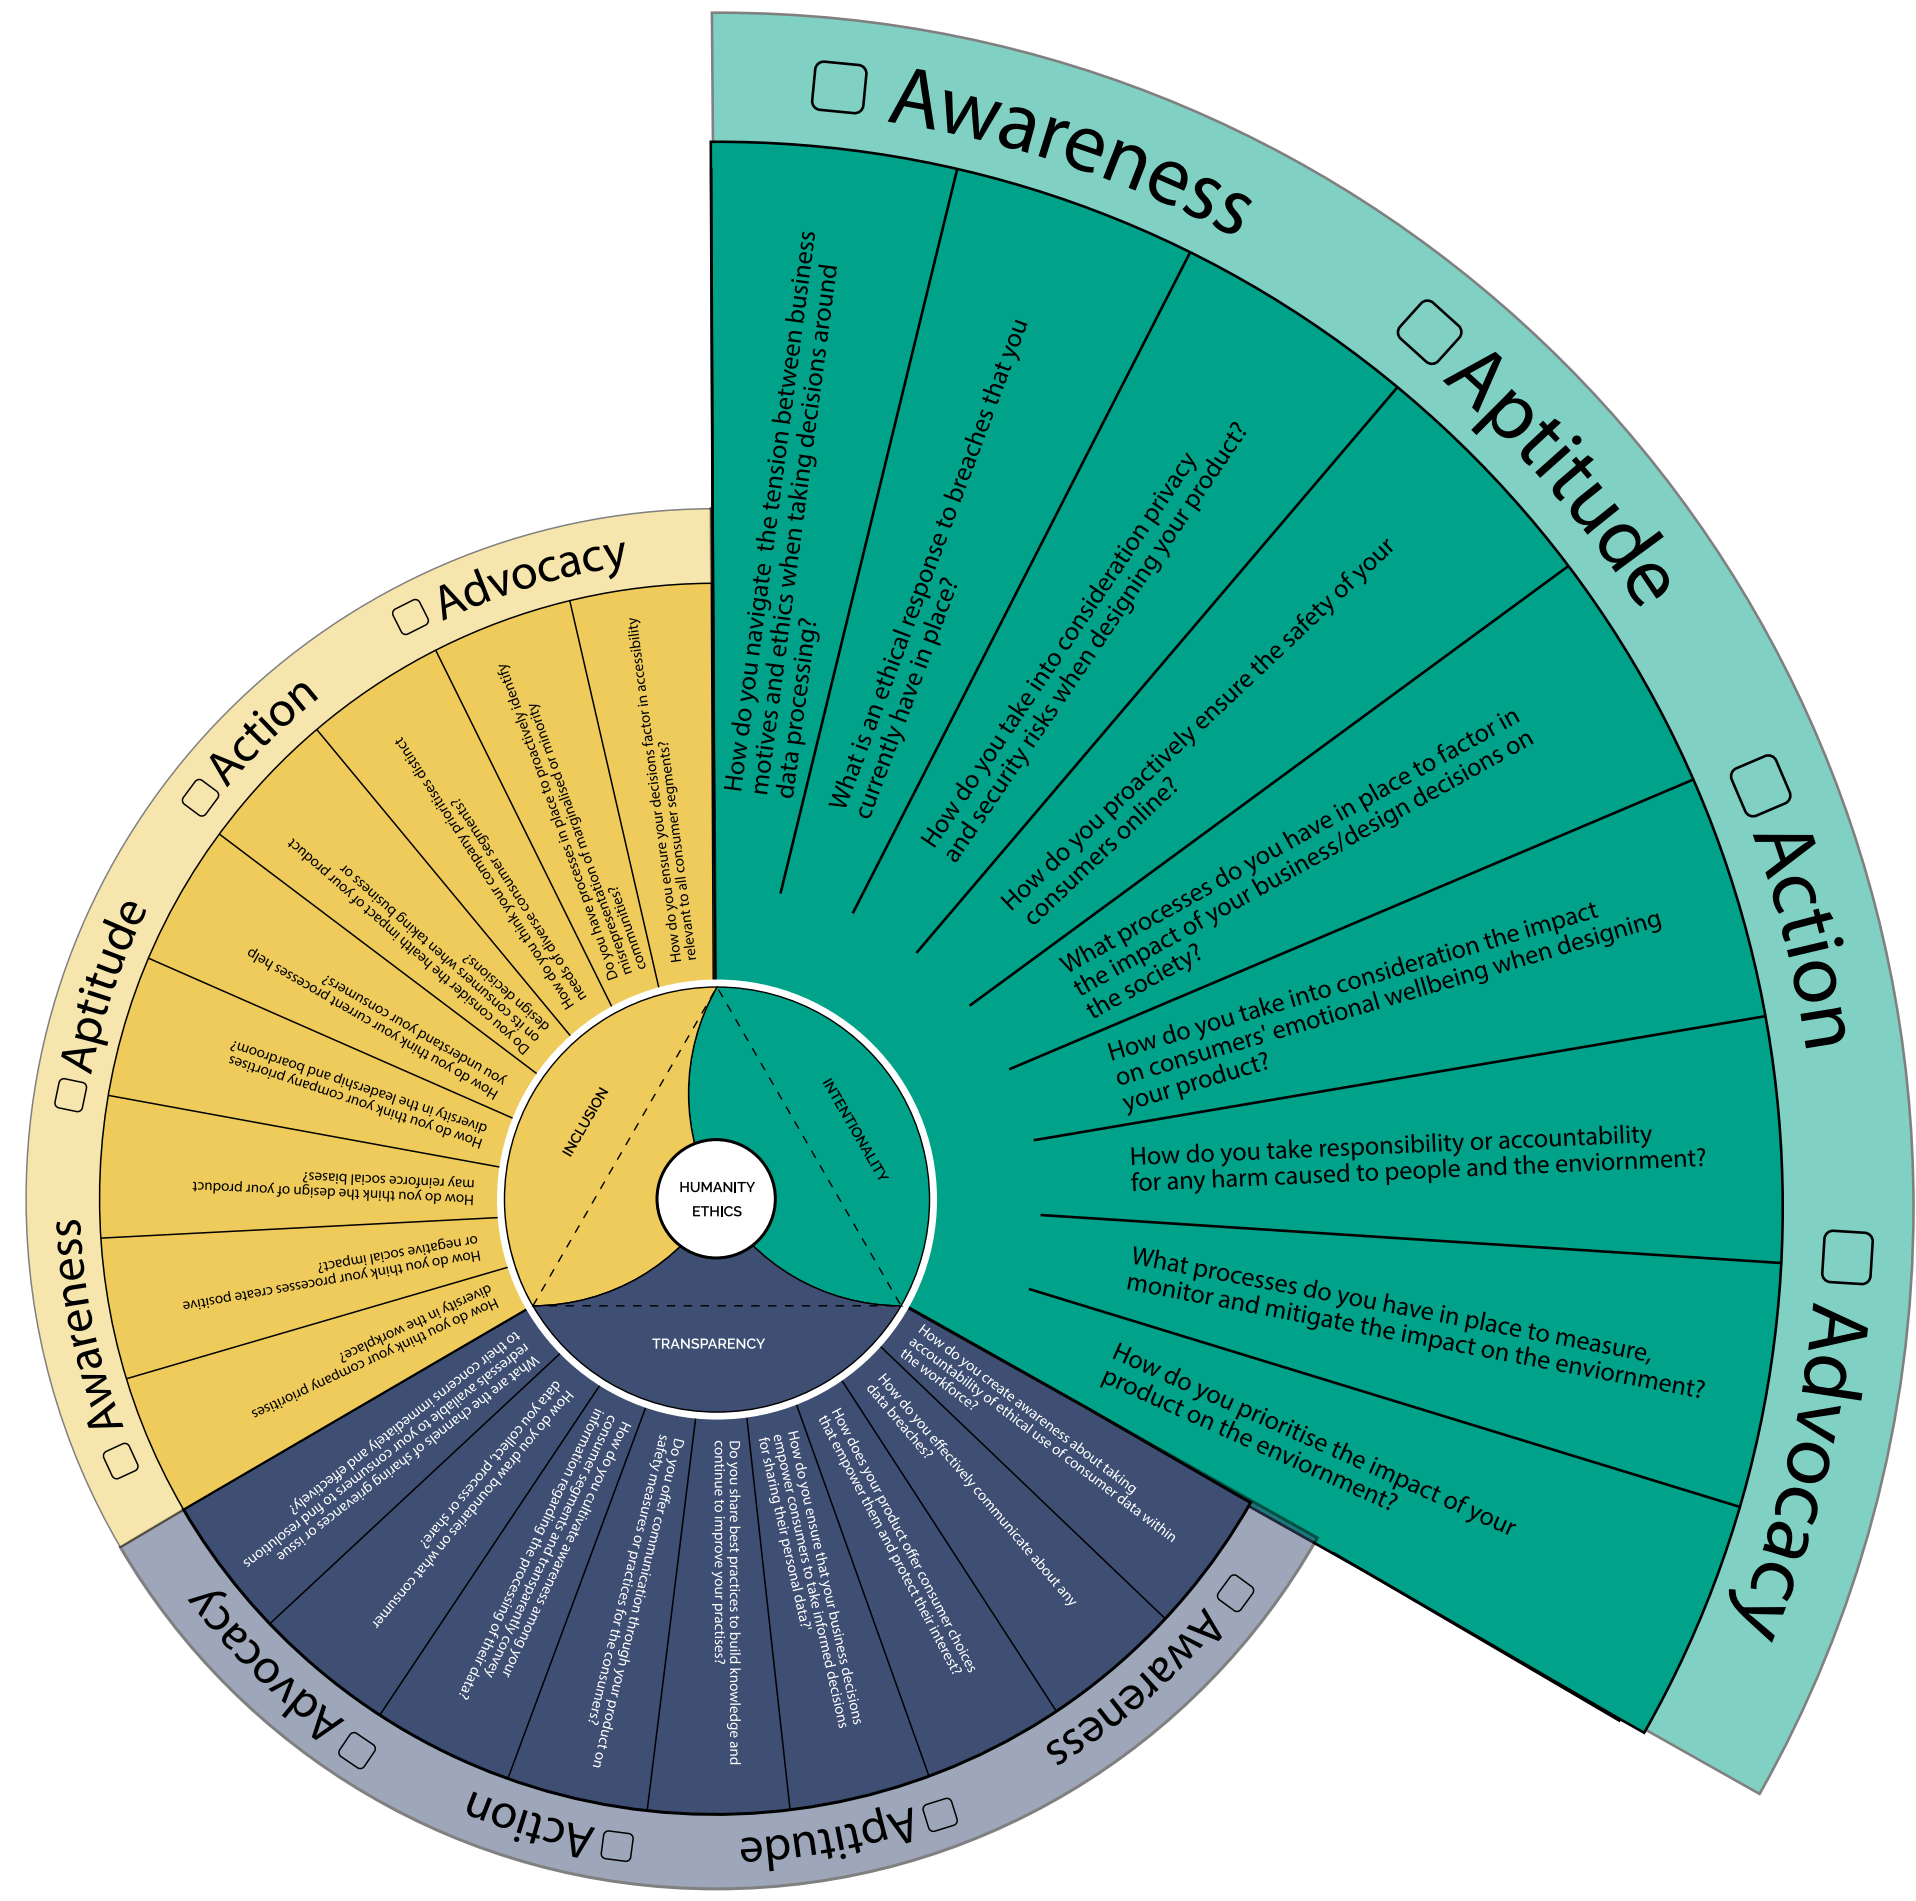 Awareness
Aptitude
Action
Advocacy
How do you navigate the tension between business
motives and ethics when taking decisions around
data processing?
What is an ethical response to breaches that you
currently have in place?
How do you take into consideration privacy
and security risks when designing your product?
How do you proactively ensure the safety of your
consumers online?
What processes do you have in place to factor in
the impact of your business/design decisions on
the society?
How do you take into consideration the impact
on consumers' emotional wellbeing when designing
your product?
How do you take responsibility or accountability
for any harm caused to people and the enviornment?
What processes do you have in place to measure,
monitor and mitigate the impact on the enviornment?
How do you prioritise the impact of your
product on the enviornment?
INTENTIONALITY
HUMANITY
ETHICS
INCLUSION
TRANSPARENCY
Awareness
Aptitude
Action
Advocacy
How do you create awareness about taking
accountability of ethical use of consumer data within
the workforce?
How do you effectively communicate about any
data breaches?
How does your product offer consumer choices
that empower them and protect their interest?
How do you ensure that your business decisions
empower consumers to take informed decisions
for sharing their personal data?'
Do you share best practices to build knowledge and
continue to improve your practises?
Do you offer communication through your product on
safety measures or practices for the consumers?
How do you cultivate awareness among your
consumer segments and transparently convey
information regarding the processing of their data?
How do you draw boundaries on what consumer
data you collect, process or share?
What are the channels of sharing grievances or issue
redressals available to your consumers to find resolutions
to their concerns immediately and effectively?
Awareness
Aptitude
Action
Advocacy
How do you think your company prioritises
diversity in the workplace?
How do you think your processes create positive
or negative social impact?
How do you think the design of your product
may reinforce social biases?
How do you think your company priortises
diversity in the leadership and boardroom?
How do you think your current processes help
you understand your consumers?
Do you consider the health impact of your product
on its consumers when taking business or
design decisions?
How do you think your company prioritises distinct
needs of diverse consumer segments?
Do you have processes in place to proactively identify
misrepresentation of marginalised or minority
communities?
How do you ensure your decisions factor in accessibility
relevant to all consumer segments?